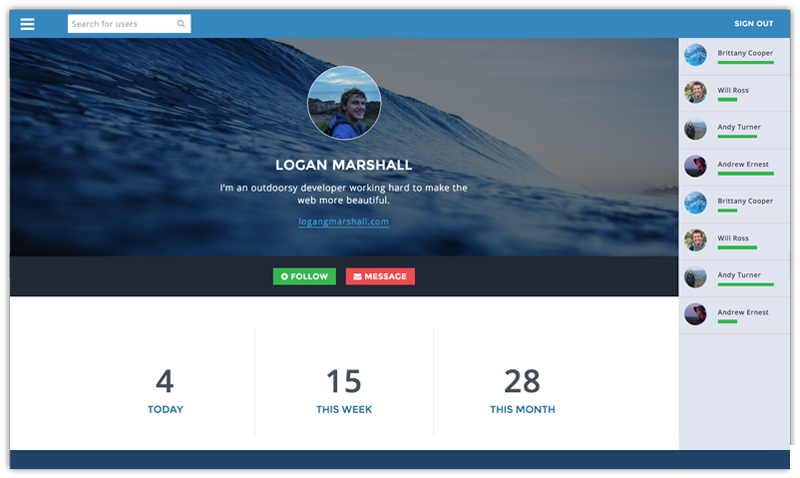 Search for users
SIGN OUT
LOGAN MARSHALL
I'm an outdoorsy developer working hard to make the
web more beautiful.
logangmarshall.com
FOLLOW
MESSAGE
4
TODAY
15
THIS WEEK
28
THIS MONTH
Brittany Cooper
Will Ross
Andy Turner
Andrew Ernest
Brittany Cooper
Will Ross
Andy Turner
Andrew Ernest